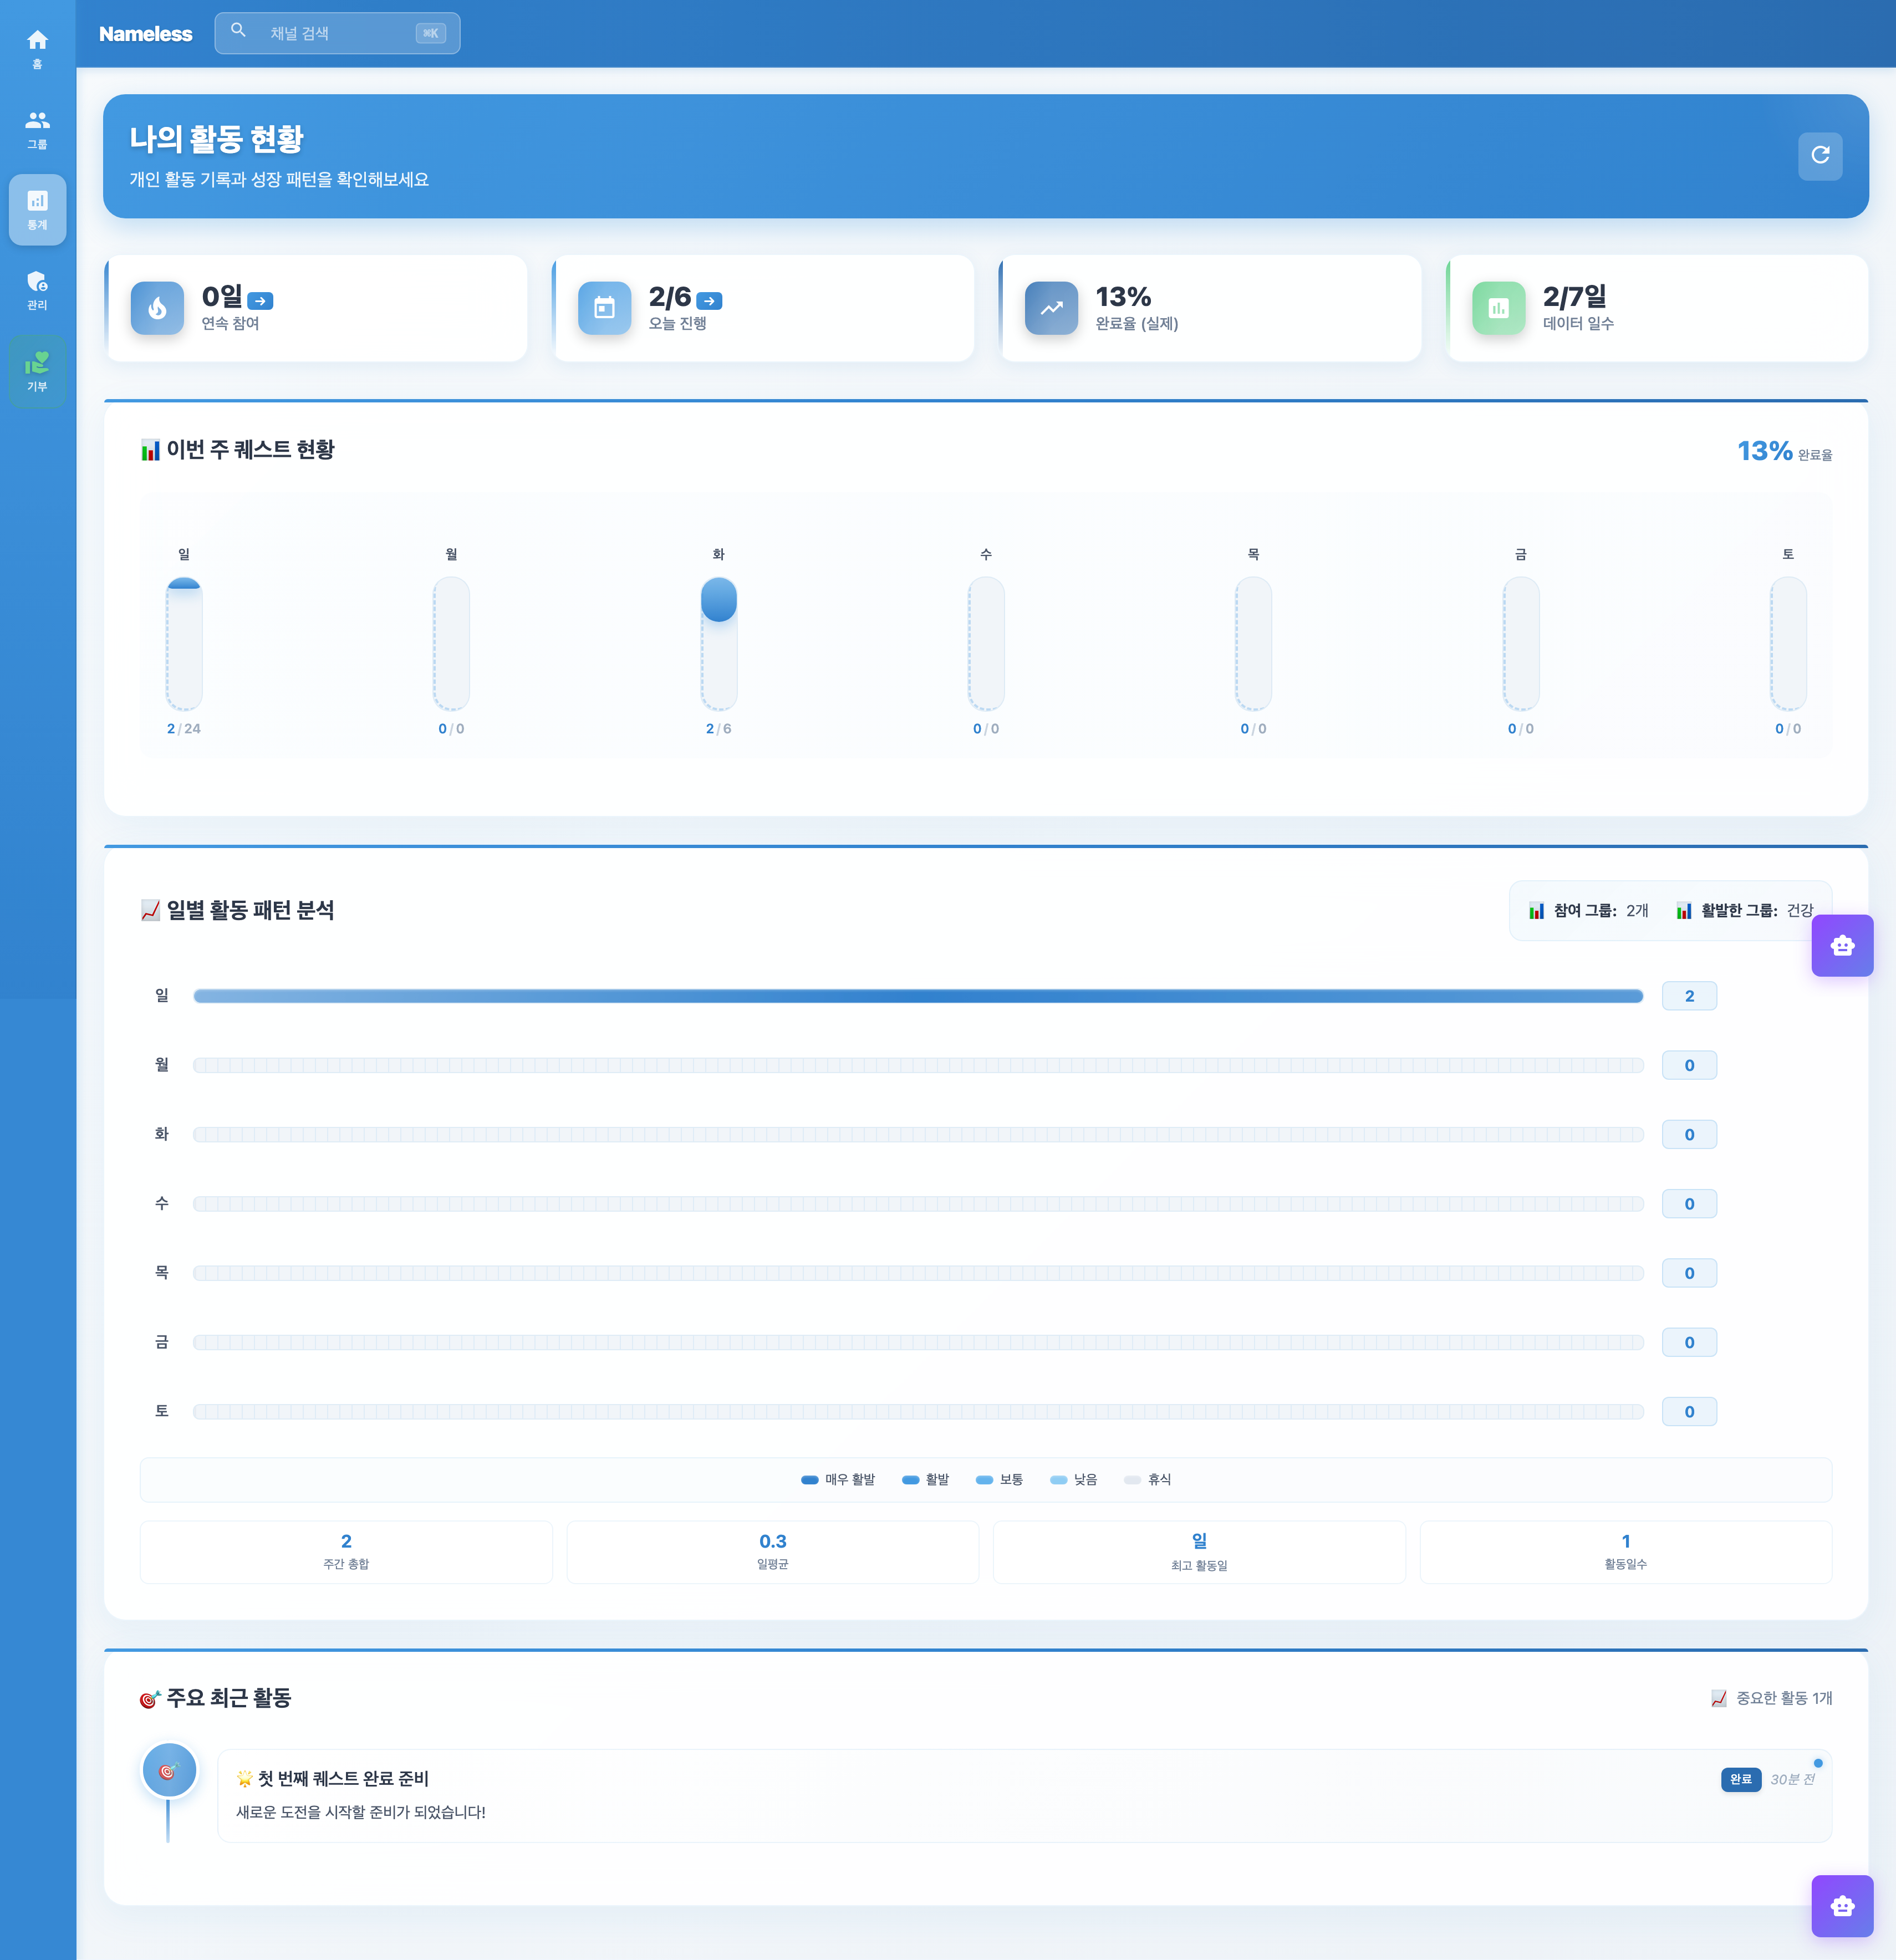 Nameless
채널 검색
⌘K
홈
그룹
통계
관리
기부
나의 활동 현황
개인 활동 기록과 성장 패턴을 확인해보세요
0일
연속 참여
2/6
오늘 진행
13%
완료율 (실제)
2/7일
데이터 일수
이번 주 퀘스트 현황
13% 완료율
일 월 화 수 목 금 토
2/24 0/0 2/6 0/0 0/0 0/0 0/0
일별 활동 패턴 분석
참여 그룹: 2개 활발한 그룹: 건강
일 2
월 0
화 0
수 0
목 0
금 0
토 0
매우 활발 활발 보통 낮음 휴식
2
주간 총합
0.3
일평균
일
최고 활동일
1
활동일수
주요 최근 활동
중요한 활동 1개
첫 번째 퀘스트 완료 준비
완료 30분 전
새로운 도전을 시작할 준비가 되었습니다!